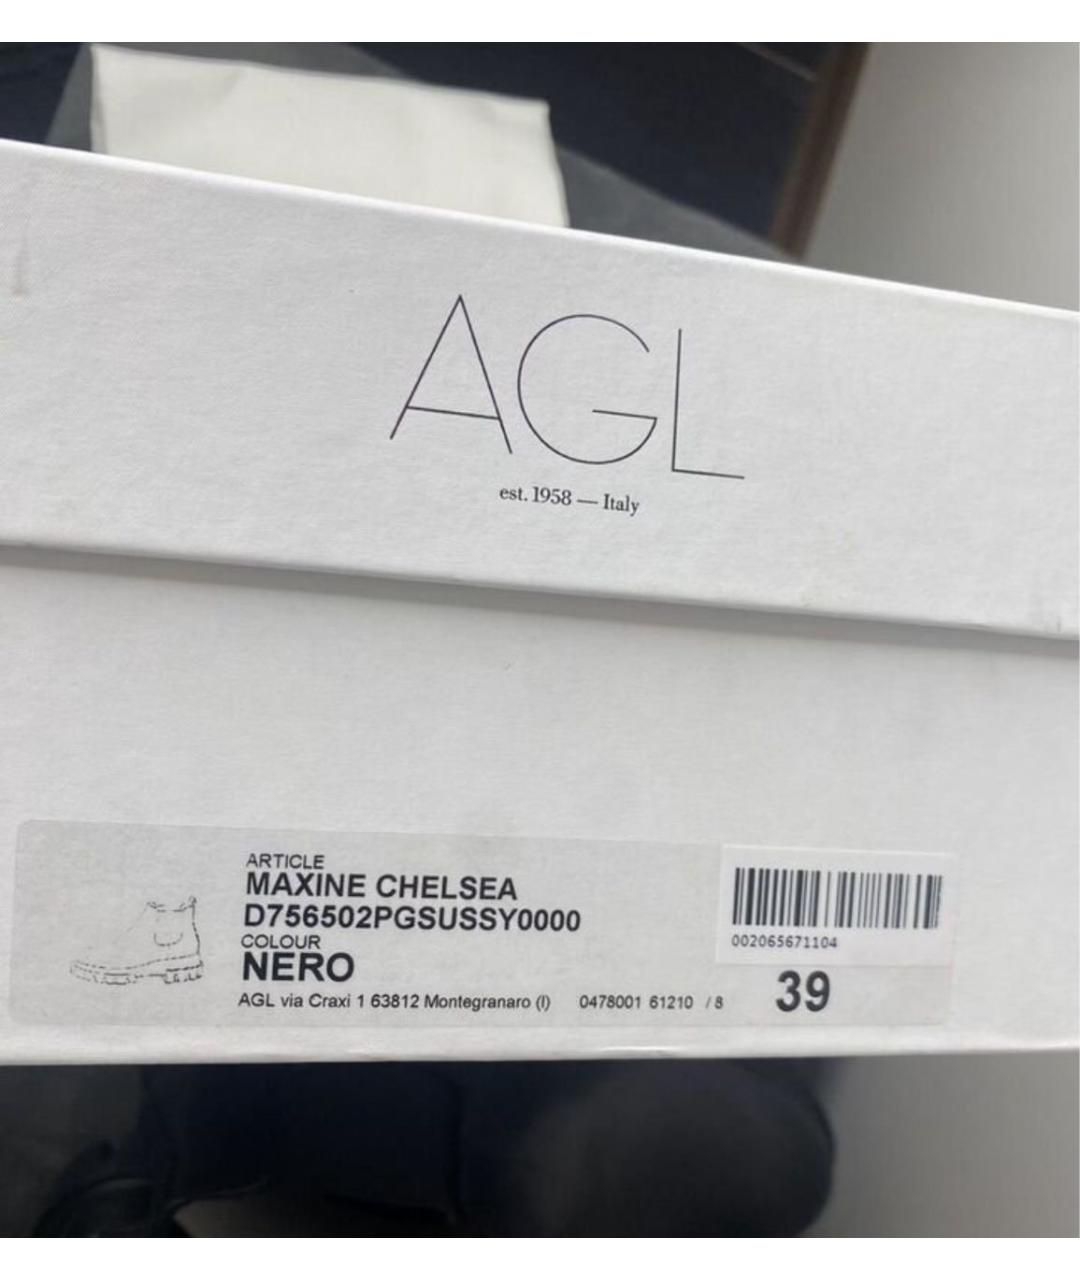 AGL
est. 1958 — Italy
ARTICLE
MAXINE CHELSEA
D756502PGSUSSY0000
COLOUR
NERO
AGL via Craxi 1 63812 Montegranaro (I) 0478001 61210 / 8
002065671104
39